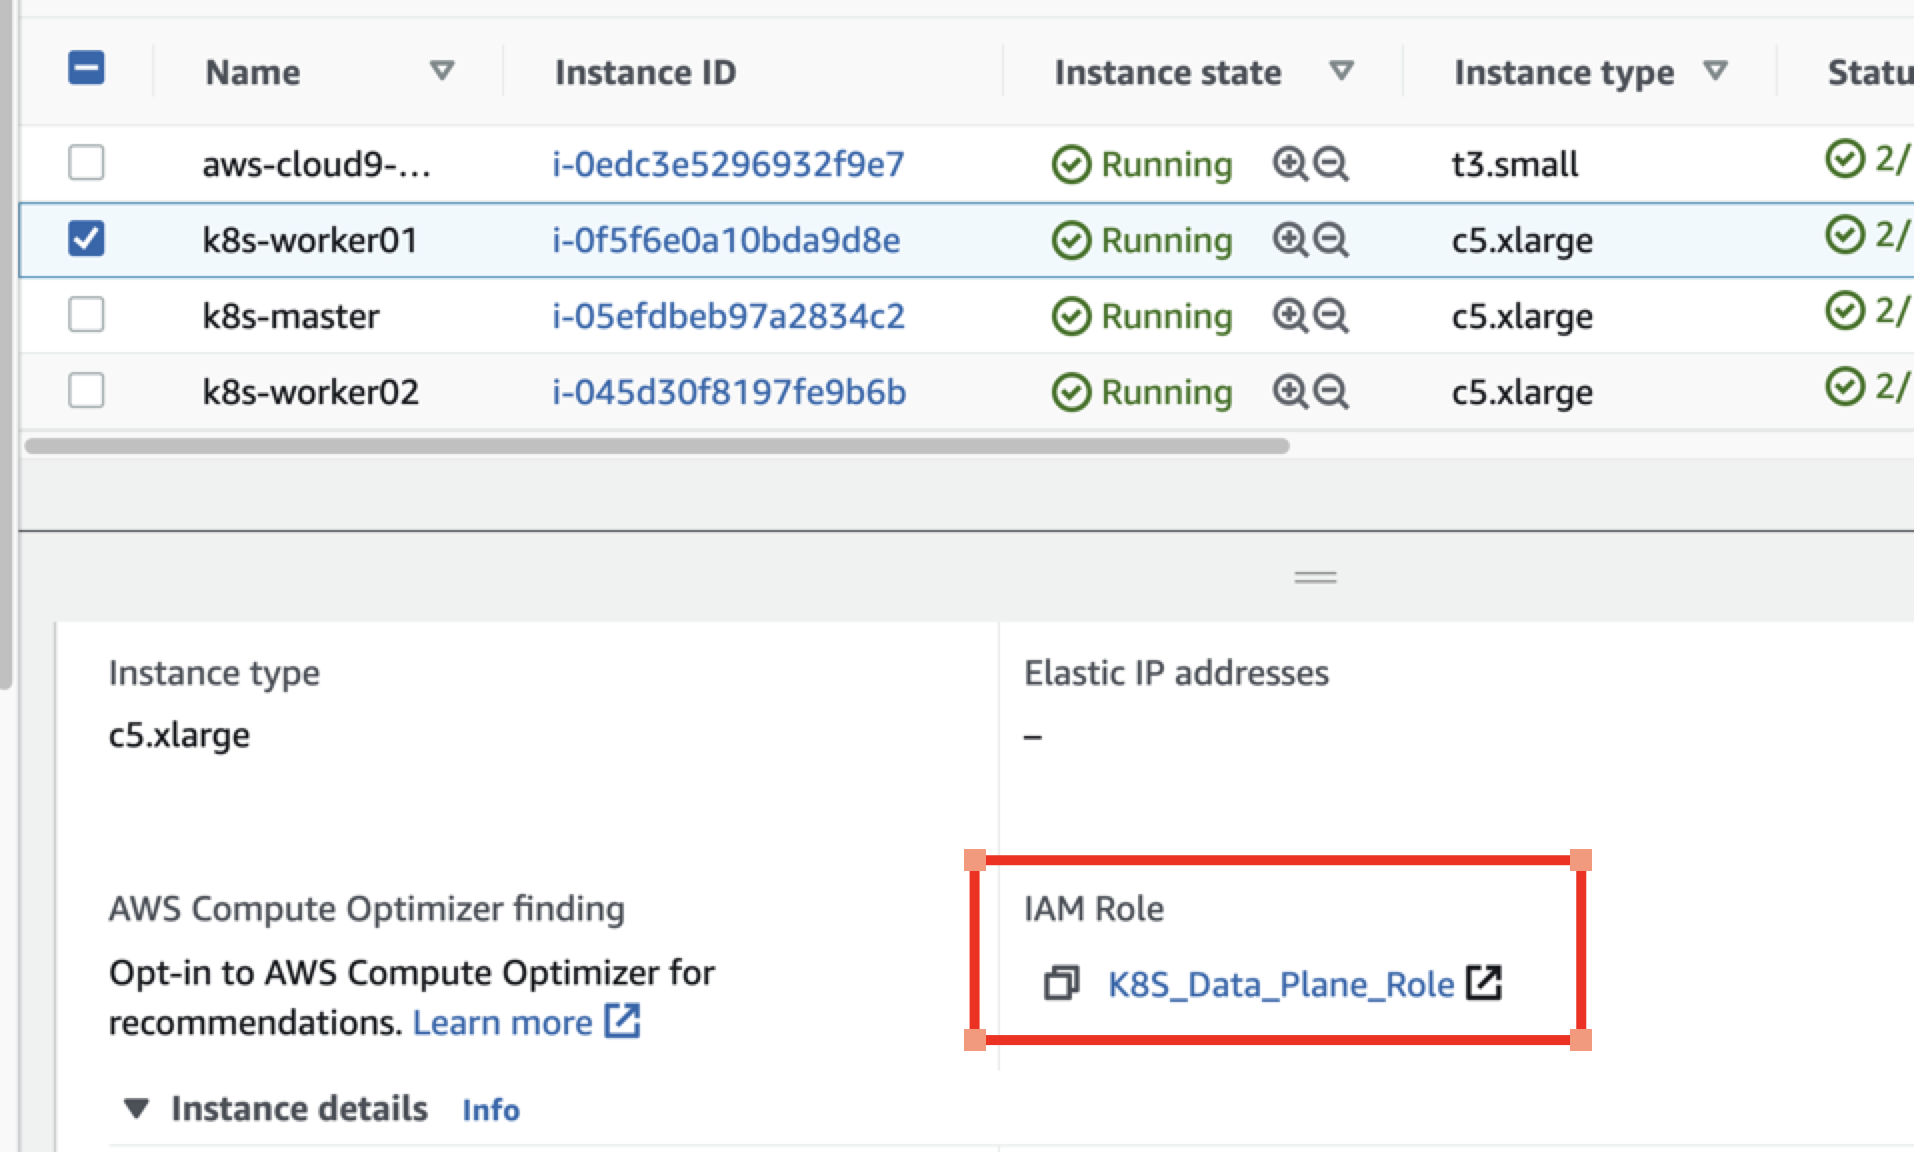 Name Instance ID Instance state Instance type Statu
aws-cloud9-... i-0edc3e5296932f9e7 Running t3.small 2/
k8s-worker01 i-0f5f6e0a10bda9d8e Running c5.xlarge 2/
k8s-master i-05efdbeb97a2834c2 Running c5.xlarge 2/
k8s-worker02 i-045d30f8197fe9b6b Running c5.xlarge 2/
Instance type
c5.xlarge
Elastic IP addresses
–
AWS Compute Optimizer finding
Opt-in to AWS Compute Optimizer for
recommendations. Learn more
IAM Role
K8S_Data_Plane_Role
Instance details Info